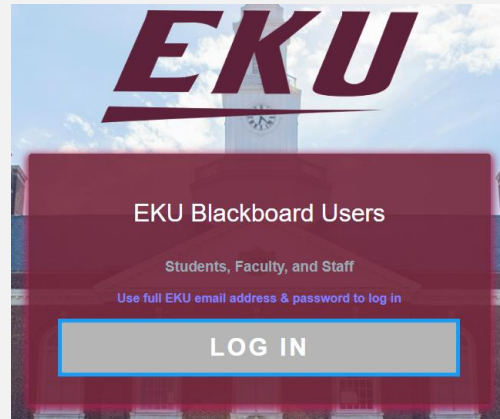 EKU
EKU Blackboard Users
Students, Faculty, and Staff
Use full EKU email address & password to log in
LOG IN